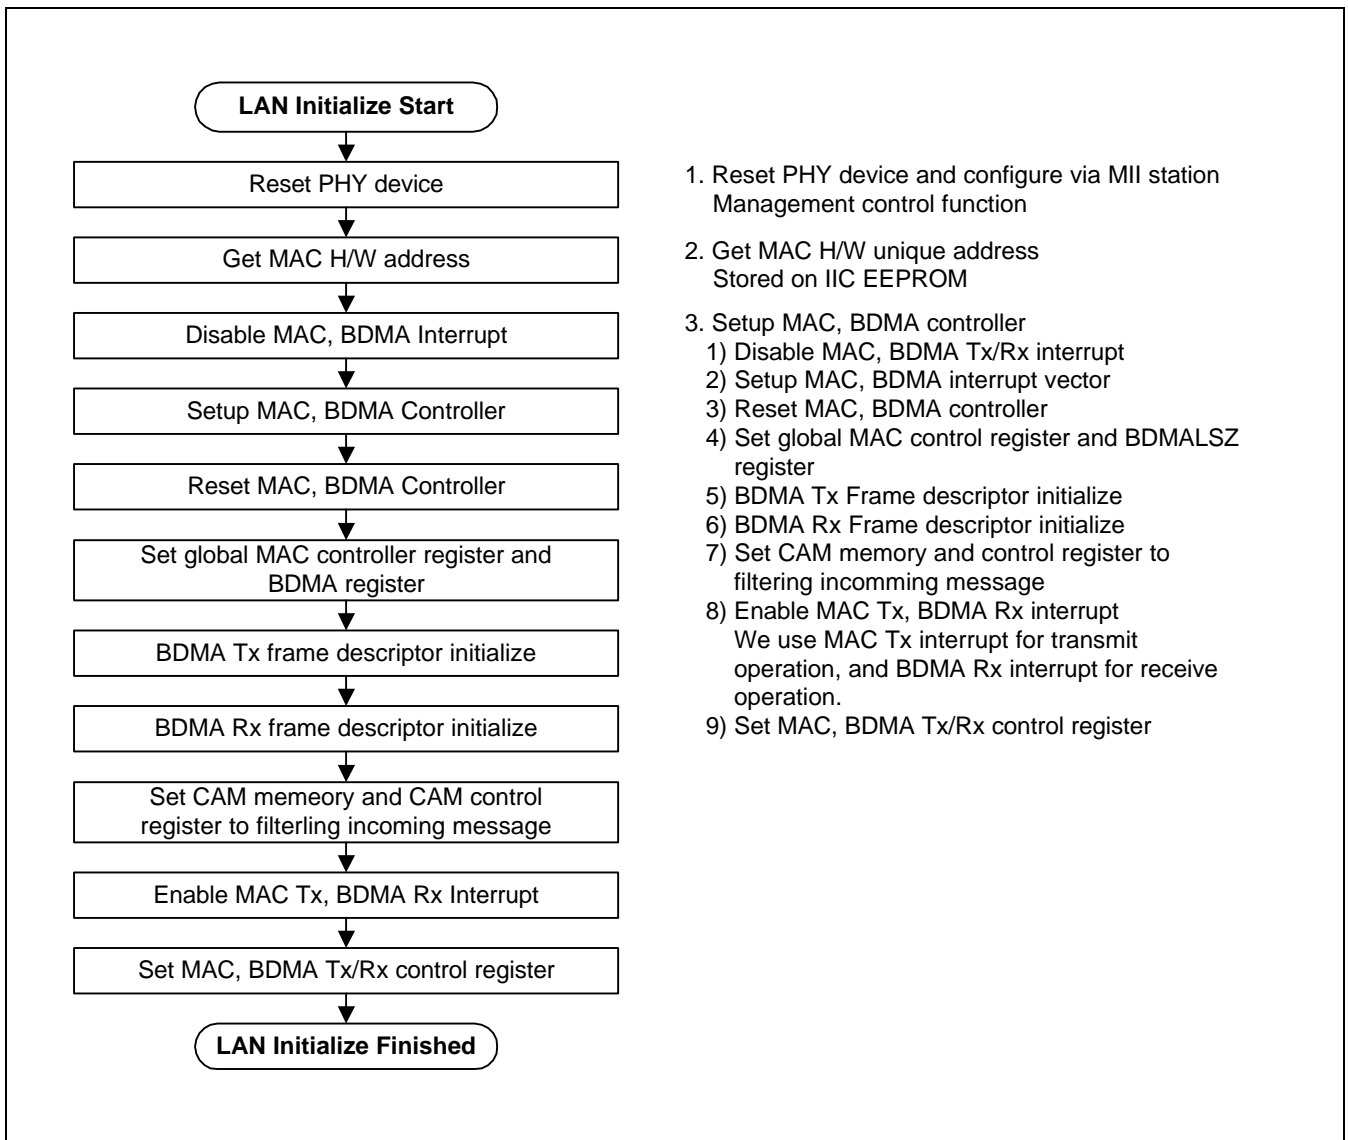 LAN Initialize Start
Reset PHY device
Get MAC H/W address
Disable MAC, BDMA Interrupt
Setup MAC, BDMA Controller
Reset MAC, BDMA Controller
Set global MAC controller register and
BDMA register
BDMA Tx frame descriptor initialize
BDMA Rx frame descriptor initialize
Set CAM memeory and CAM control
register to filterling incoming message
Enable MAC Tx, BDMA Rx Interrupt
Set MAC, BDMA Tx/Rx control register
LAN Initialize Finished
1. Reset PHY device and configure via MII station
Management control function
2. Get MAC H/W unique address
Stored on IIC EEPROM
3. Setup MAC, BDMA controller
1) Disable MAC, BDMA Tx/Rx interrupt
2) Setup MAC, BDMA interrupt vector
3) Reset MAC, BDMA controller
4) Set global MAC control register and BDMALSZ
register
5) BDMA Tx Frame descriptor initialize
6) BDMA Rx Frame descriptor initialize
7) Set CAM memory and control register to
filtering incomming message
8) Enable MAC Tx, BDMA Rx interrupt
We use MAC Tx interrupt for transmit
operation, and BDMA Rx interrupt for receive
operation.
9) Set MAC, BDMA Tx/Rx control register